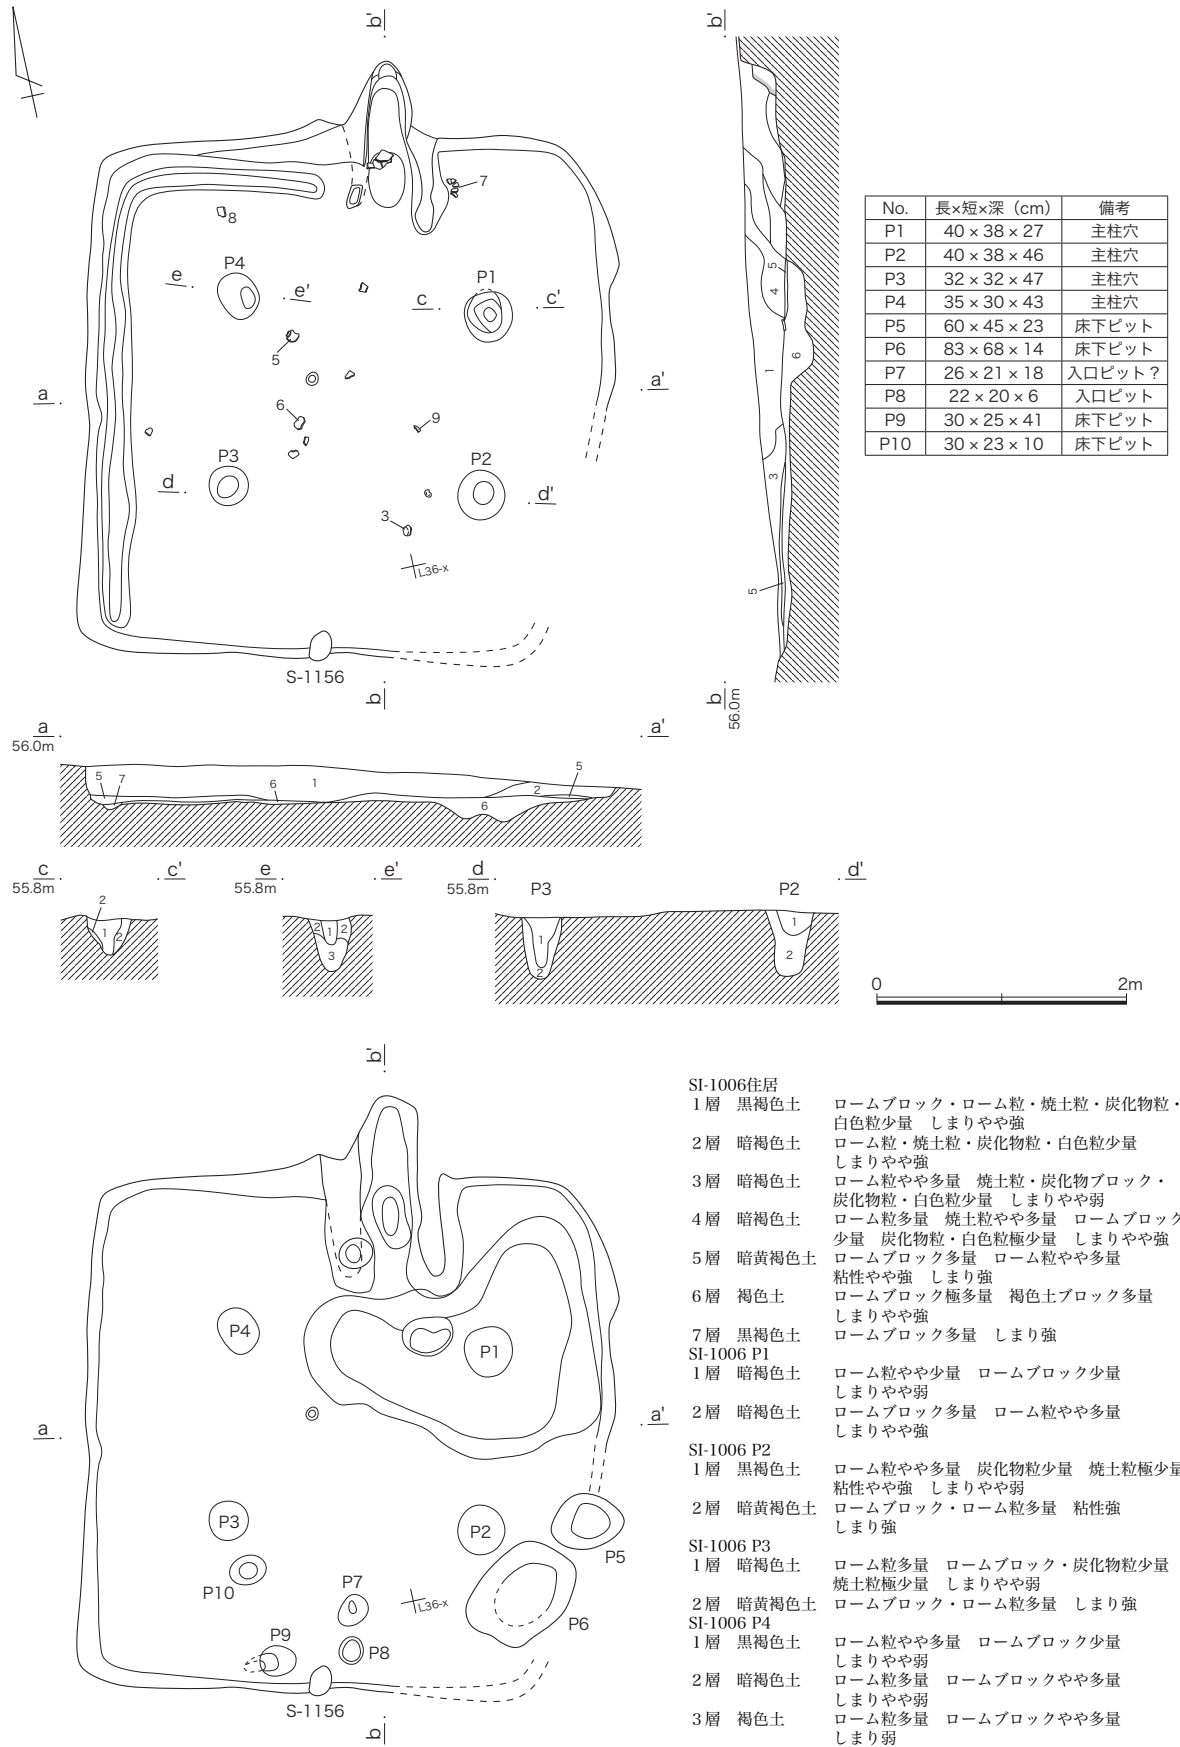 b'
b'
7
8
P4
P1
e
e'
c
c'
5
a
a'
6
9
P3
P2
d
d'
3
L36-x
S-1156
b
b
56.0m
5
4
6
1
3
5
No. 長×短×深（cm） 備考
P1 40×38×27 主柱穴
P2 40×38×46 主柱穴
P3 32×32×47 主柱穴
P4 35×30×43 主柱穴
P5 60×45×23 床下ピット
P6 83×68×14 床下ピット
P7 26×21×18 入口ピット？
P8 22×20×6 入口ピット
P9 30×25×41 床下ピット
P10 30×23×10 床下ピット
a
56.0m
a'
5
7
6
1
6
2
5
c
55.8m
c'
2
1
2
e
55.8m
e'
2
1
2
3
d
55.8m
d'
P3
P2
1
2
1
2
0
2m
b'
P4
P1
a
a'
P3
P2
P5
P10
P7
L36-x
P6
P9
P8
S-1156
b
SI-1006住居
1層 黒褐色土 ロームブロック・ローム粒・焼土粒・炭化物粒・
白色粒少量 しまりやや強
2層 暗褐色土 ローム粒・焼土粒・炭化物粒・白色粒少量
しまりやや強
3層 暗褐色土 ローム粒やや多量 焼土粒・炭化物ブロック・
炭化物粒・白色粒少量 しまりやや弱
4層 暗褐色土 ローム粒多量 焼土粒やや多量 ロームブロック
少量 炭化物粒・白色粒極少量 しまりやや強
5層 暗黄褐色土 ロームブロック多量 ローム粒やや多量
粘性やや強 しまり強
6層 褐色土 ロームブロック極多量 褐色土ブロック多量
しまりやや強
7層 黒褐色土 ロームブロック多量 しまり強
SI-1006 P1
1層 暗褐色土 ローム粒やや少量 ロームブロック少量
しまりやや弱
2層 暗褐色土 ロームブロック多量 ローム粒やや多量
しまりやや強
SI-1006 P2
1層 黒褐色土 ローム粒やや多量 炭化物粒少量 焼土粒極少量
粘性やや強 しまりやや弱
2層 暗黄褐色土 ロームブロック・ローム粒多量 粘性強
しまり強
SI-1006 P3
1層 暗褐色土 ローム粒多量 ロームブロック・炭化物粒少量
焼土粒極少量 しまりやや弱
2層 暗黄褐色土 ロームブロック・ローム粒多量 しまり強
SI-1006 P4
1層 黒褐色土 ローム粒やや多量 ロームブロック少量
しまりやや弱
2層 暗褐色土 ローム粒多量 ロームブロックやや多量
しまりやや弱
3層 褐色土 ローム粒多量 ロームブロックやや多量
しまり弱